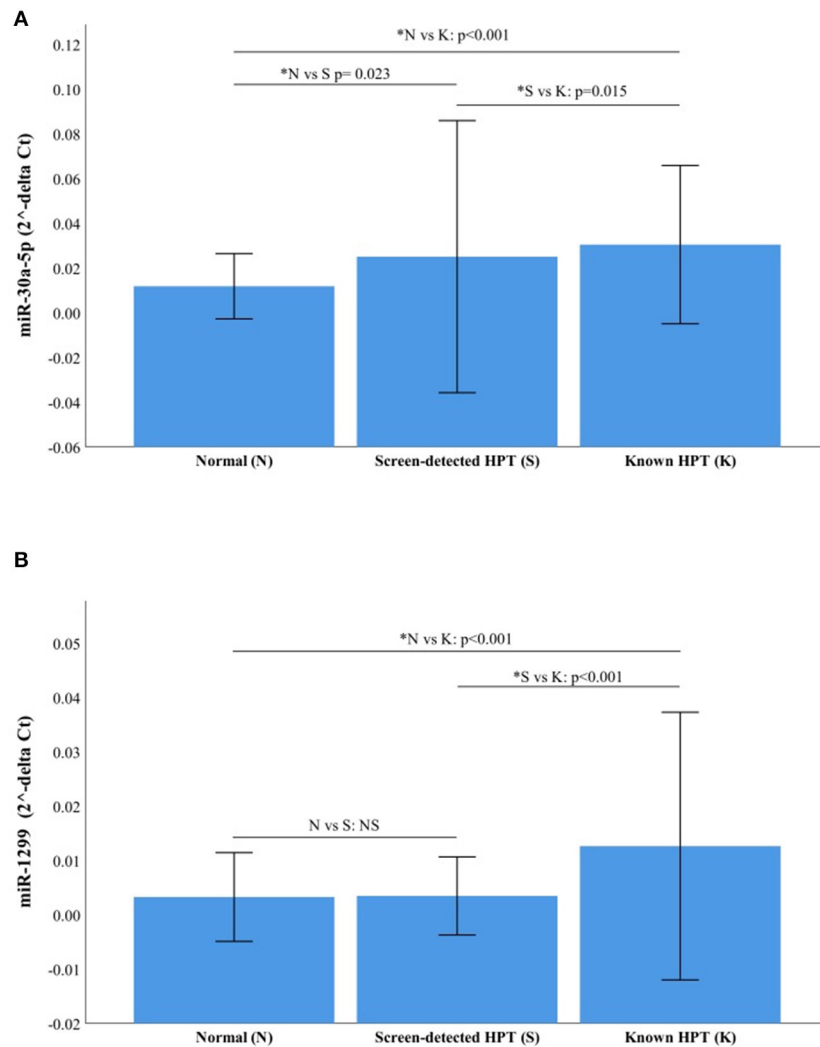 A
*N vs K: p<0.001
*N vs S p= 0.023
*S vs K: p=0.015
miR-30a-5p (2^-delta Ct)
0.12
0.10
0.08
0.06
0.04
0.02
0.00
-0.02
-0.04
-0.06
Normal (N)
Screen-detected HPT (S)
Known HPT (K)
B
*N vs K: p<0.001
*S vs K: p<0.001
N vs S: NS
miR-1299 (2^-delta Ct)
0.05
0.04
0.03
0.02
0.01
0.00
-0.01
-0.02
Normal (N)
Screen-detected HPT (S)
Known HPT (K)